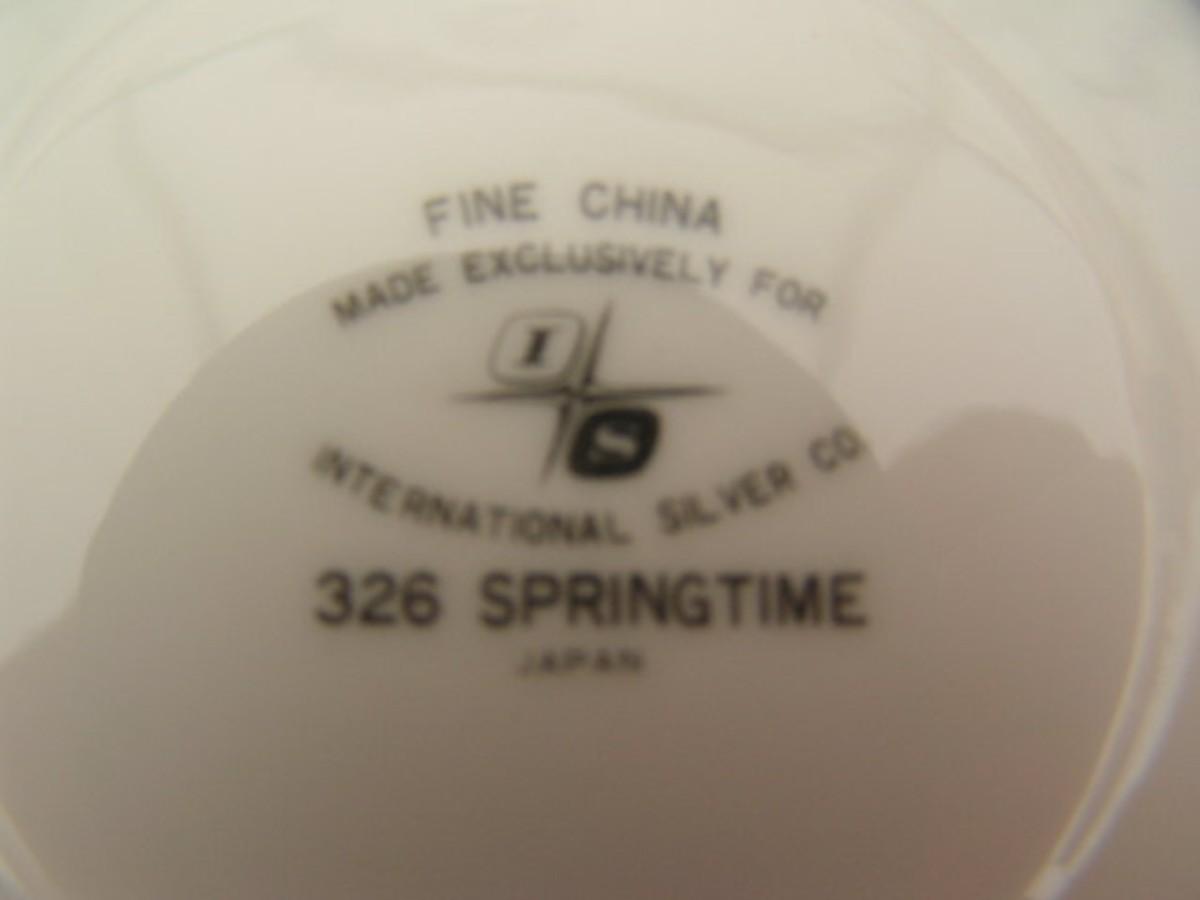 FINE CHINA
MADE EXCLUSIVELY FOR
I
S
INTERNATIONAL SILVER CO.
326 SPRINGTIME
JAPAN